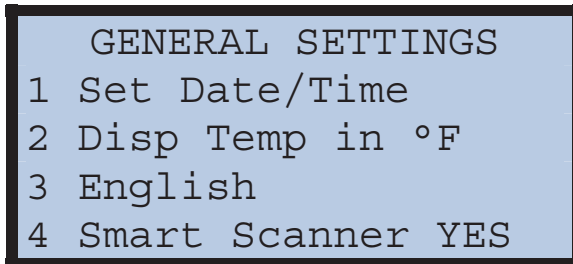 GENERAL SETTINGS
1 Set Date/Time
2 Disp Temp in °F
3 English
4 Smart Scanner YES